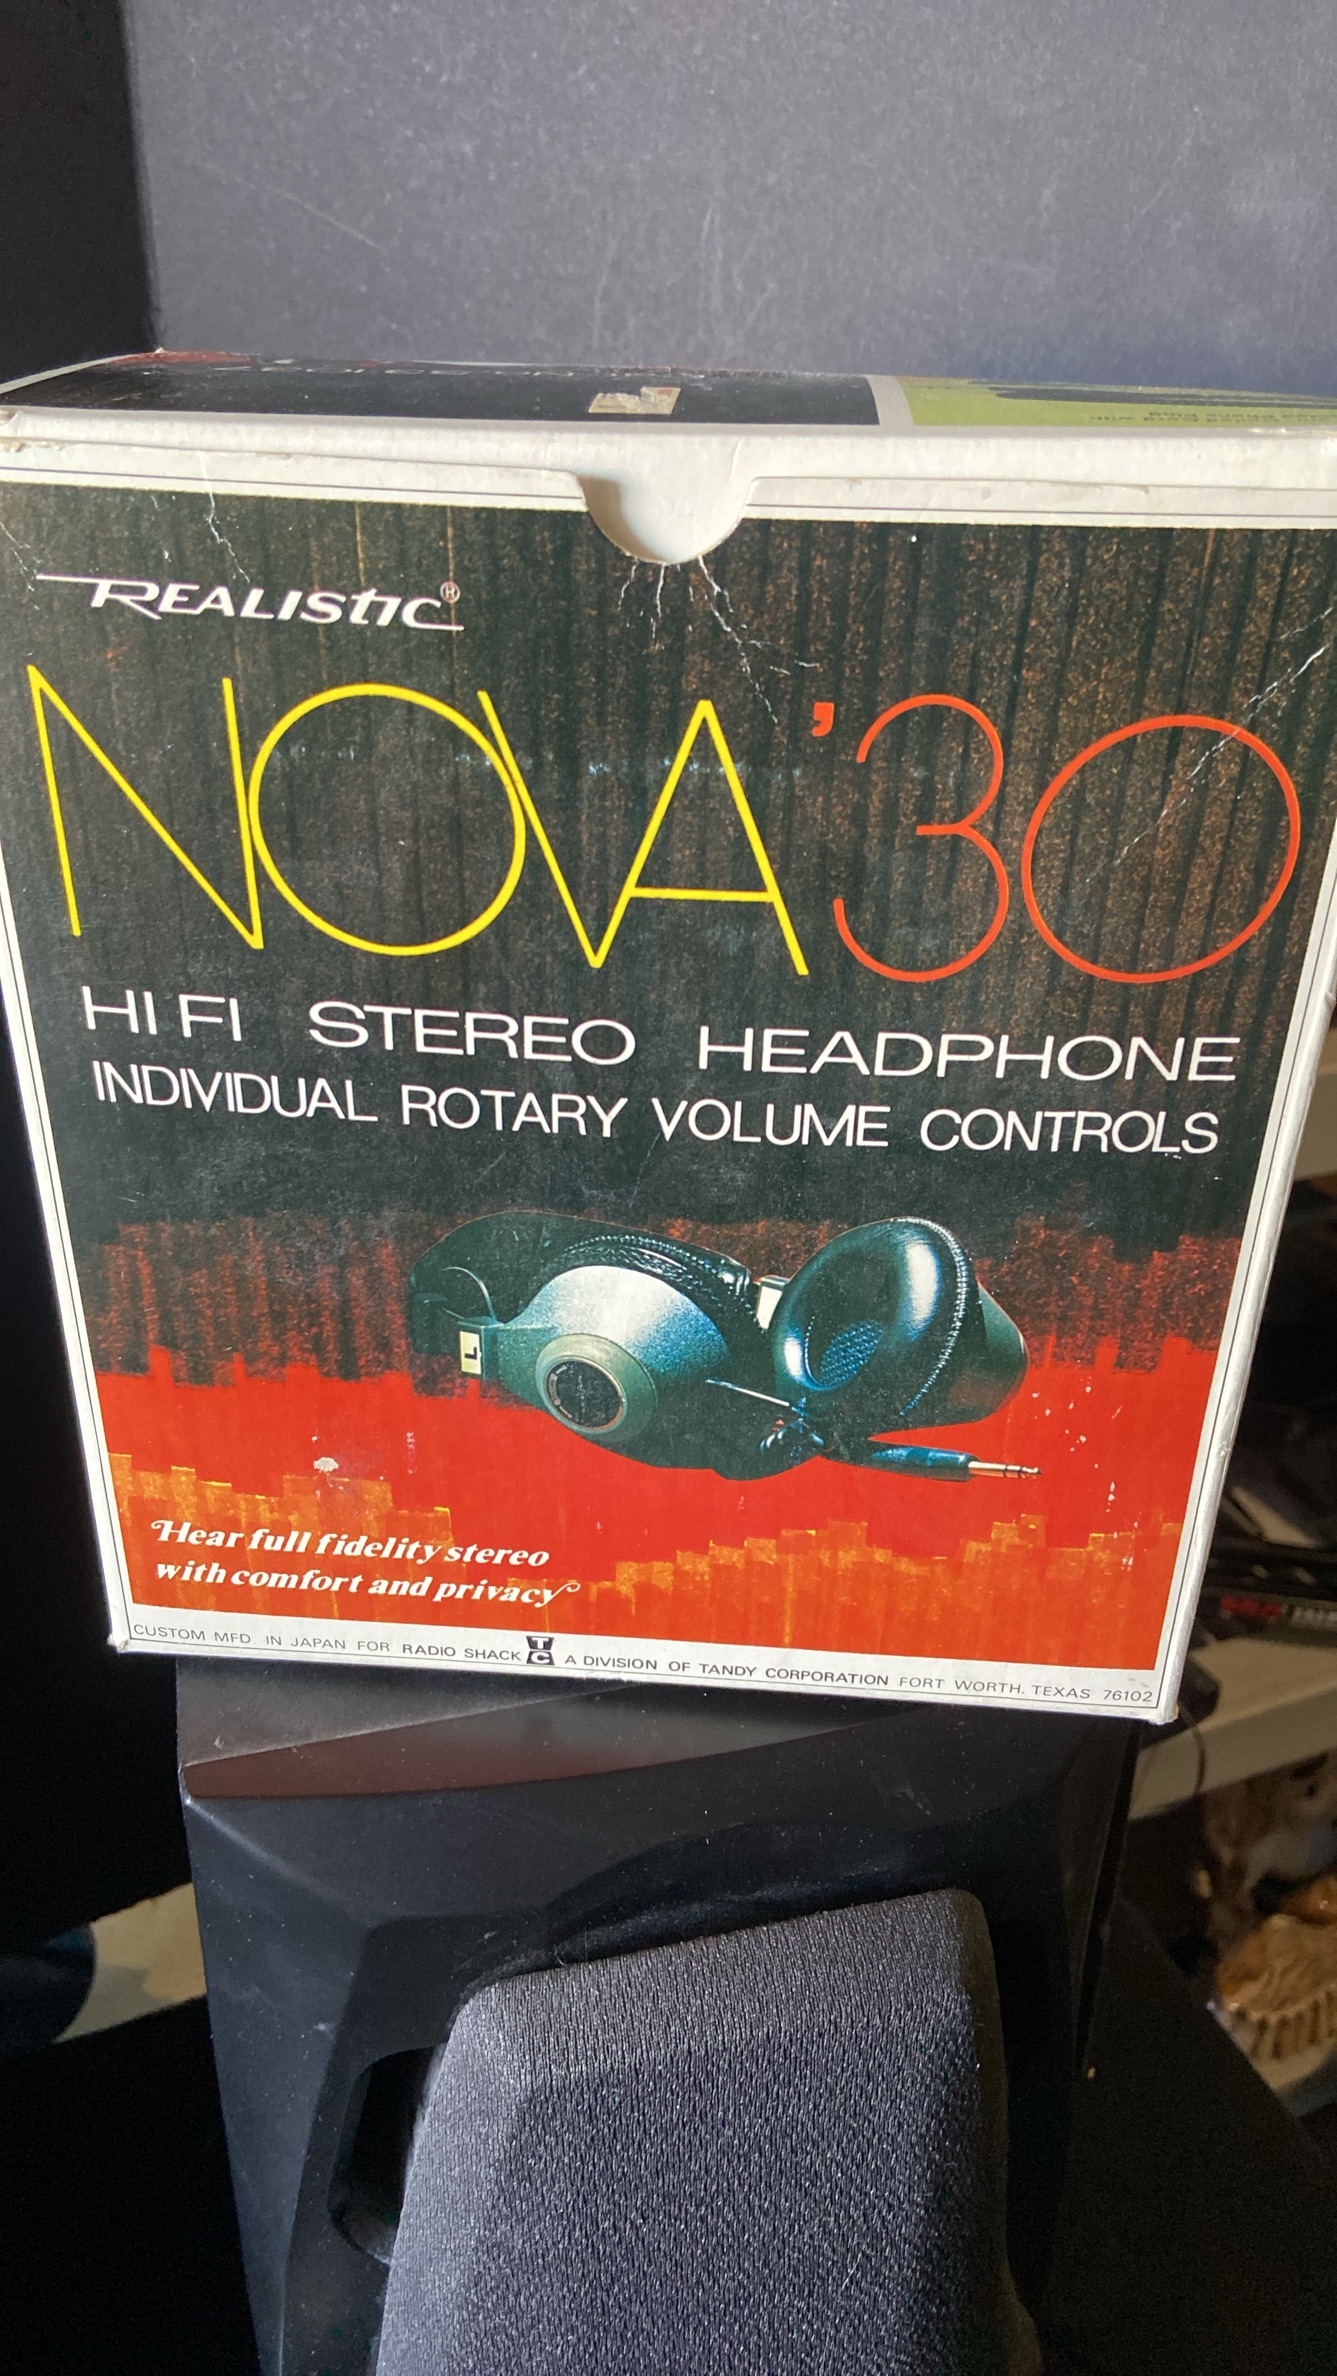 REALISTIC®
NOVA'30
HI FI STEREO HEADPHONE
INDIVIDUAL ROTARY VOLUME CONTROLS
L
Hear full fidelity stereo
with comfort and privacy
CUSTOM MFD. IN JAPAN FOR RADIO SHACK TC A DIVISION OF TANDY CORPORATION FORT WORTH, TEXAS 76102